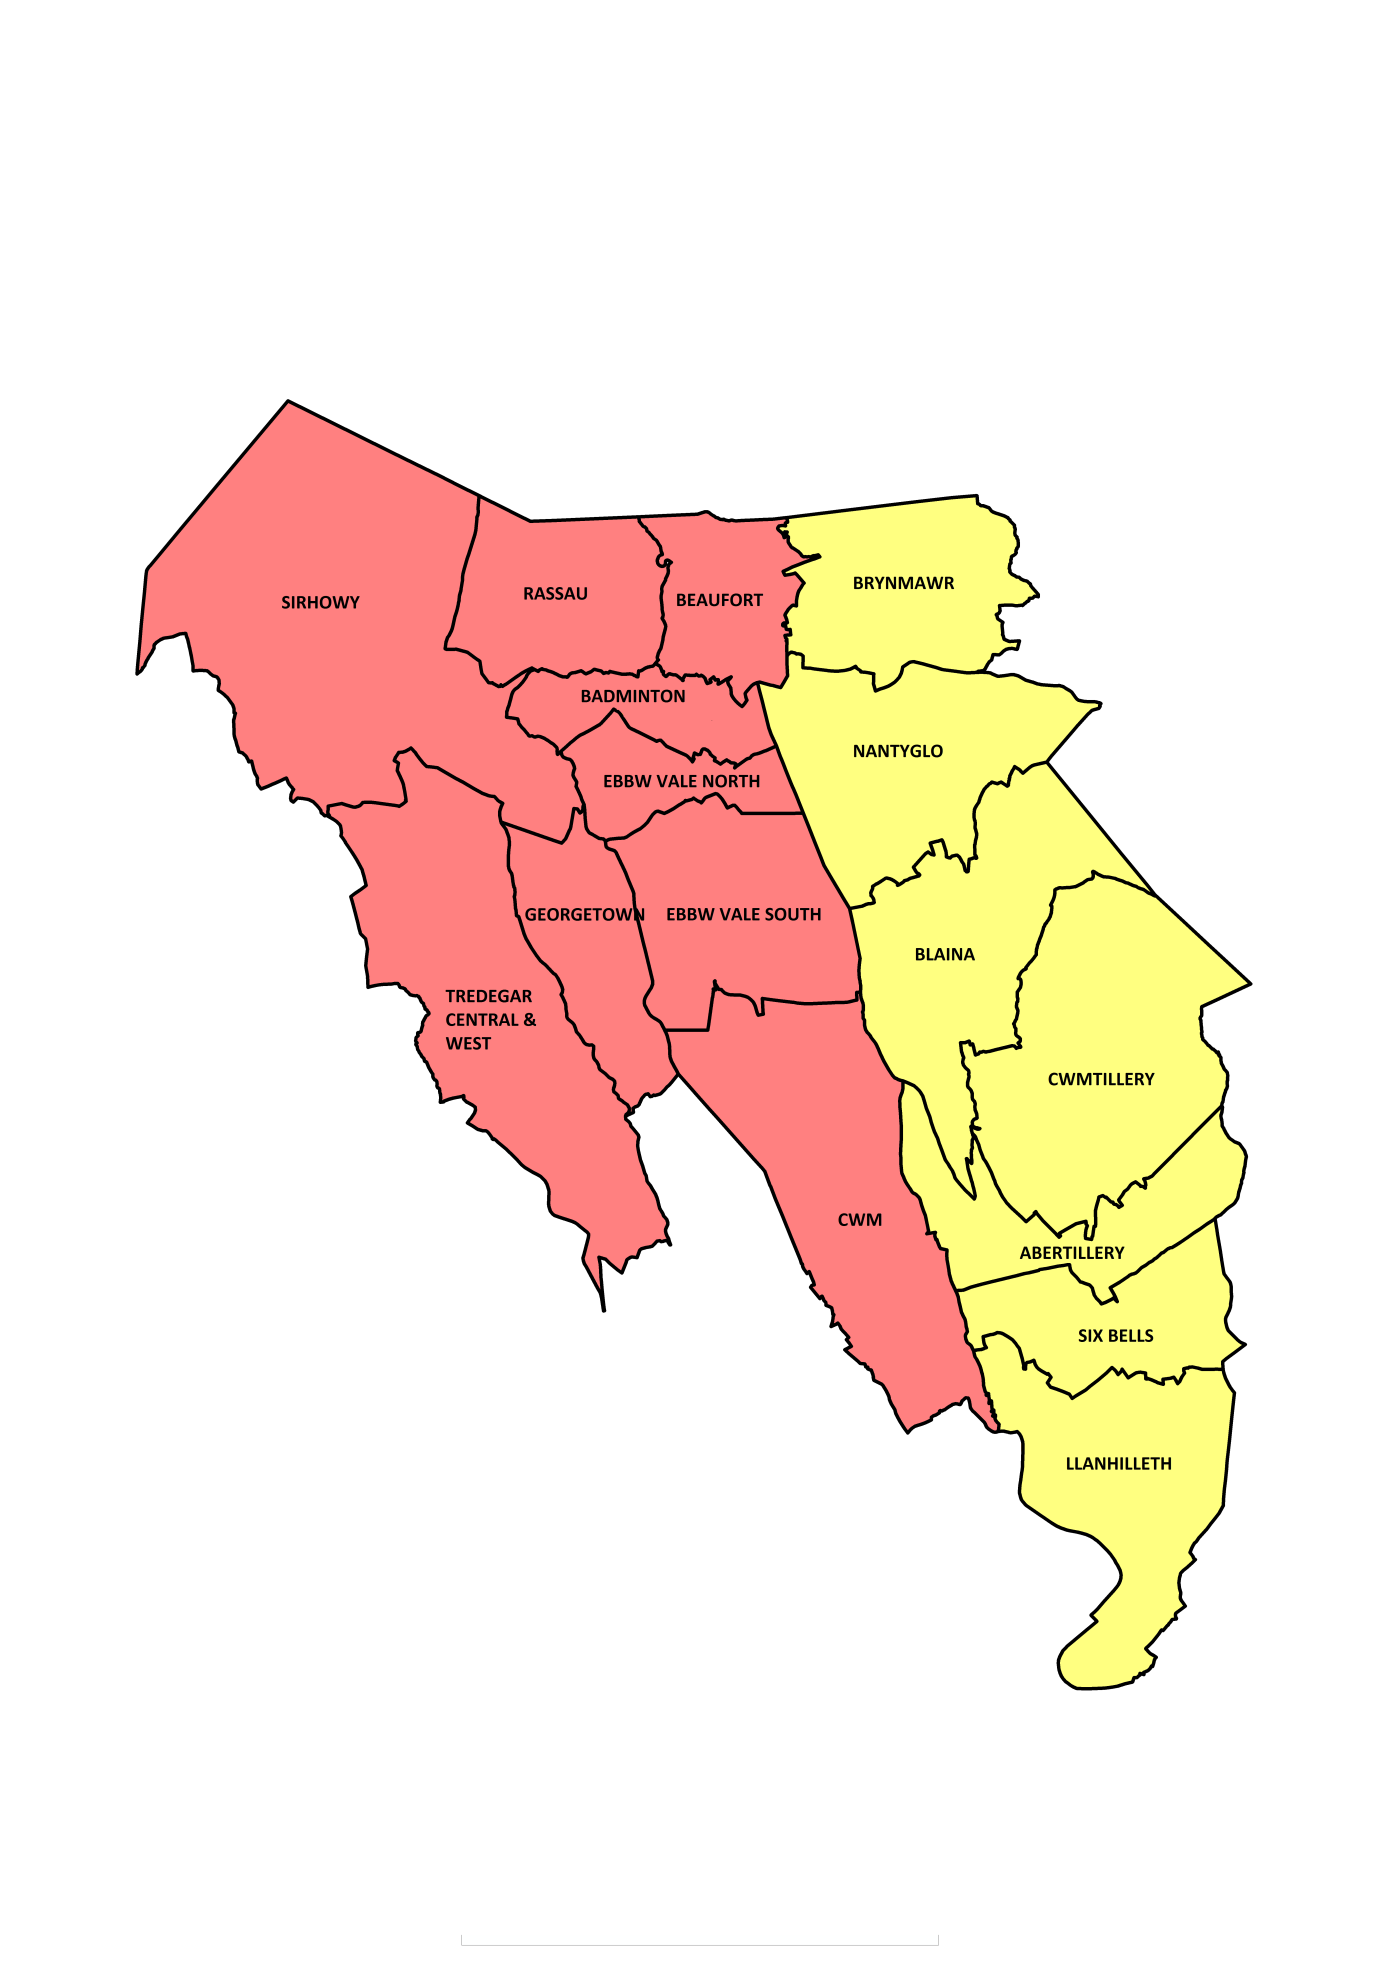 BRYNMAWR
RASSAU
BEAUFORT
SIRHOWY
BADMINTON
NANTYGLO
EBBW VALE NORTH
GEORGETOWN
EBBW VALE SOUTH
BLAINA
TREDEGAR
CENTRAL &
WEST
CWMTILLERY
CWM
ABERTILLERY
SIX BELLS
LLANHILLETH